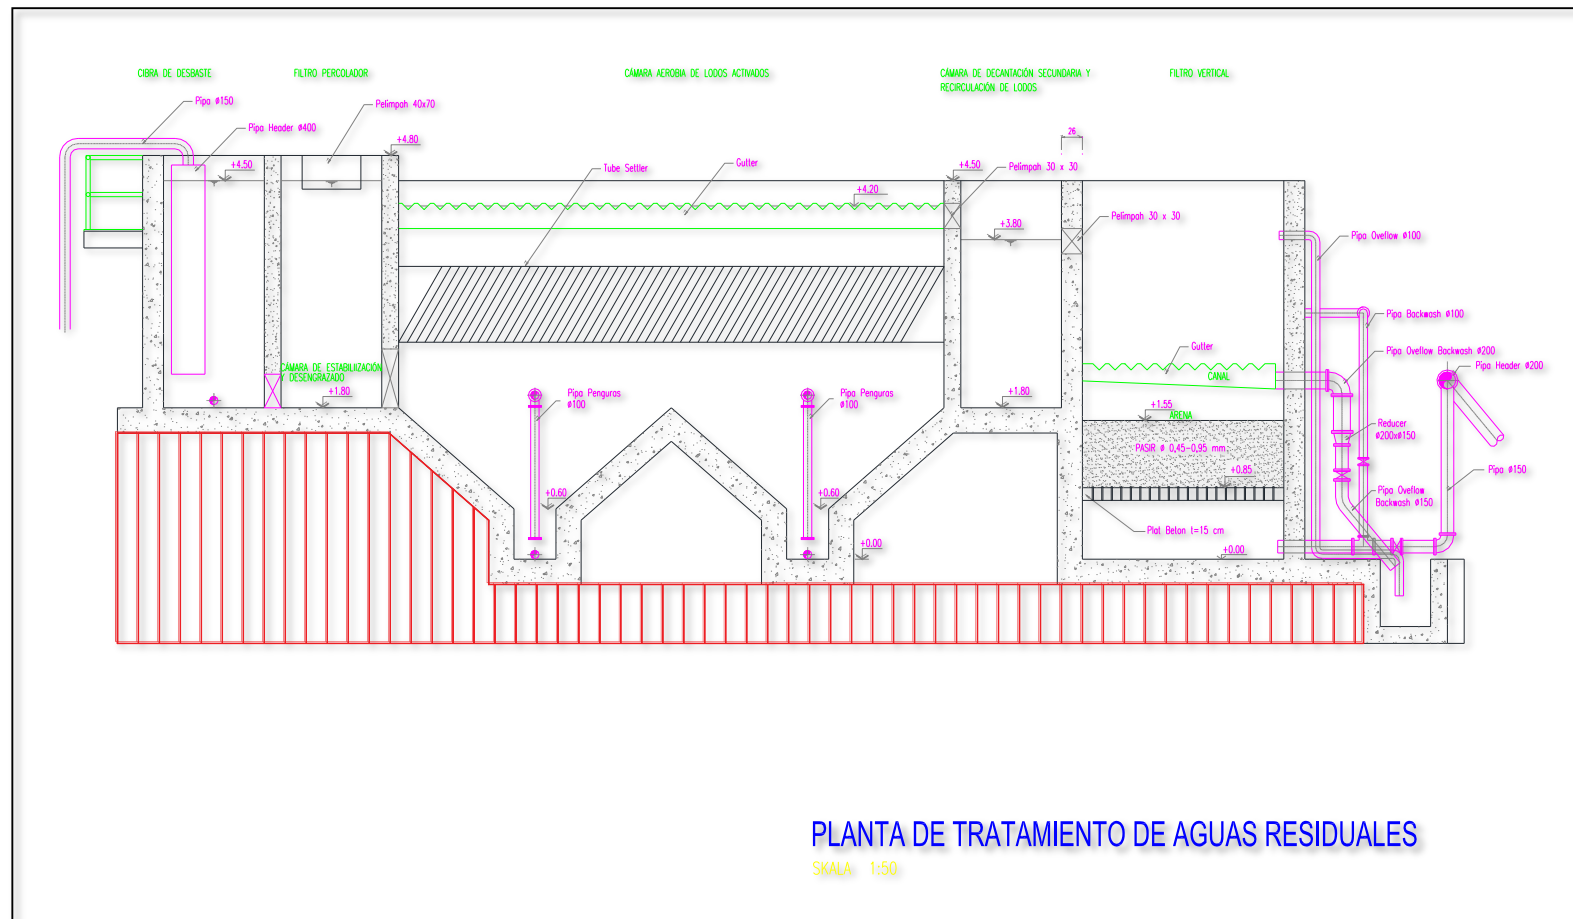 CIBRA DE DESBASTE
FILTRO PERCOLADOR
CÁMARA AEROBIA DE LODOS ACTIVADOS
CÁMARA DE DECANTACIÓN SECUNDARIA Y
RECIRCULACIÓN DE LODOS
FILTRO VERTICAL
Pipa ø150
Pelimpah 40x70
Pipa Header ø400
26
+4.80
+4.50
Tube Settler
Gutter
+4.20
+4.50
Pelimpah 30 x 30
+3.80
Pelimpah 30 x 30
Pipa Oveflow ø100
Pipa Backwash ø100
Gutter
Pipa Oveflow Backwash ø200
Pipa Header ø200
CANAL
CÁMARA DE ESTABILIZACIÓN
Y DESENGRAZADO
+1.80
Pipa Penguras
ø100
Pipa Penguras
ø100
+1.80
+1.55
ARENA
Reducer
ø200xø150
PASIR ø 0,45-0,95 mm
+0.85
Pipa ø150
+0.60
+0.60
Pipa Oveflow
Backwash ø150
Plat Beton t=15 cm
+0.00
+0.00
PLANTA DE TRATAMIENTO DE AGUAS RESIDUALES
SKALA 1:50